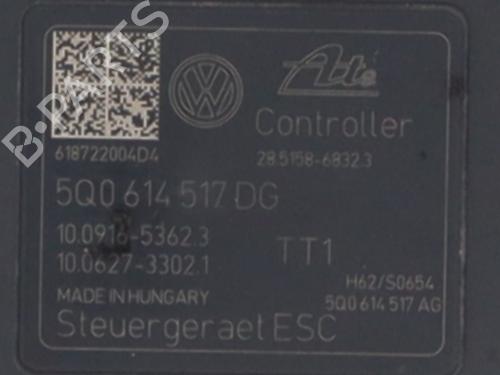 Ate
Controller
618722004D4
28.5158-6832.3
5Q0 614 517 DG
10.0916-5362.3
TT1
10.0627-3302.1
H62/S0654
MADE IN HUNGARY
5Q0 614 517 AG
Steuergeraet ESC
B-PARTS